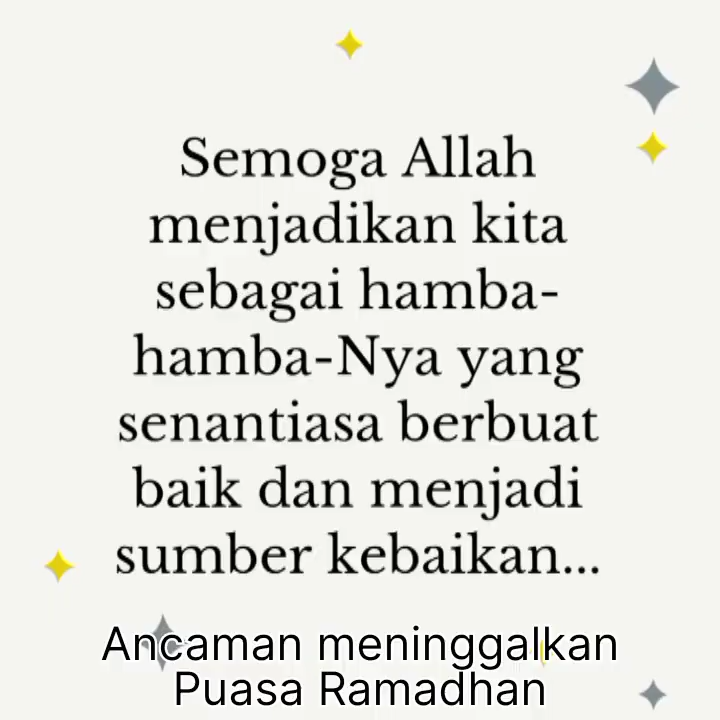 Semoga Allah
menjadikan kita
sebagai hamba-
hamba-Nya yang
senantiasa berbuat
baik dan menjadi
sumber kebaikan...
Ancaman meninggalkan
Puasa Ramadhan